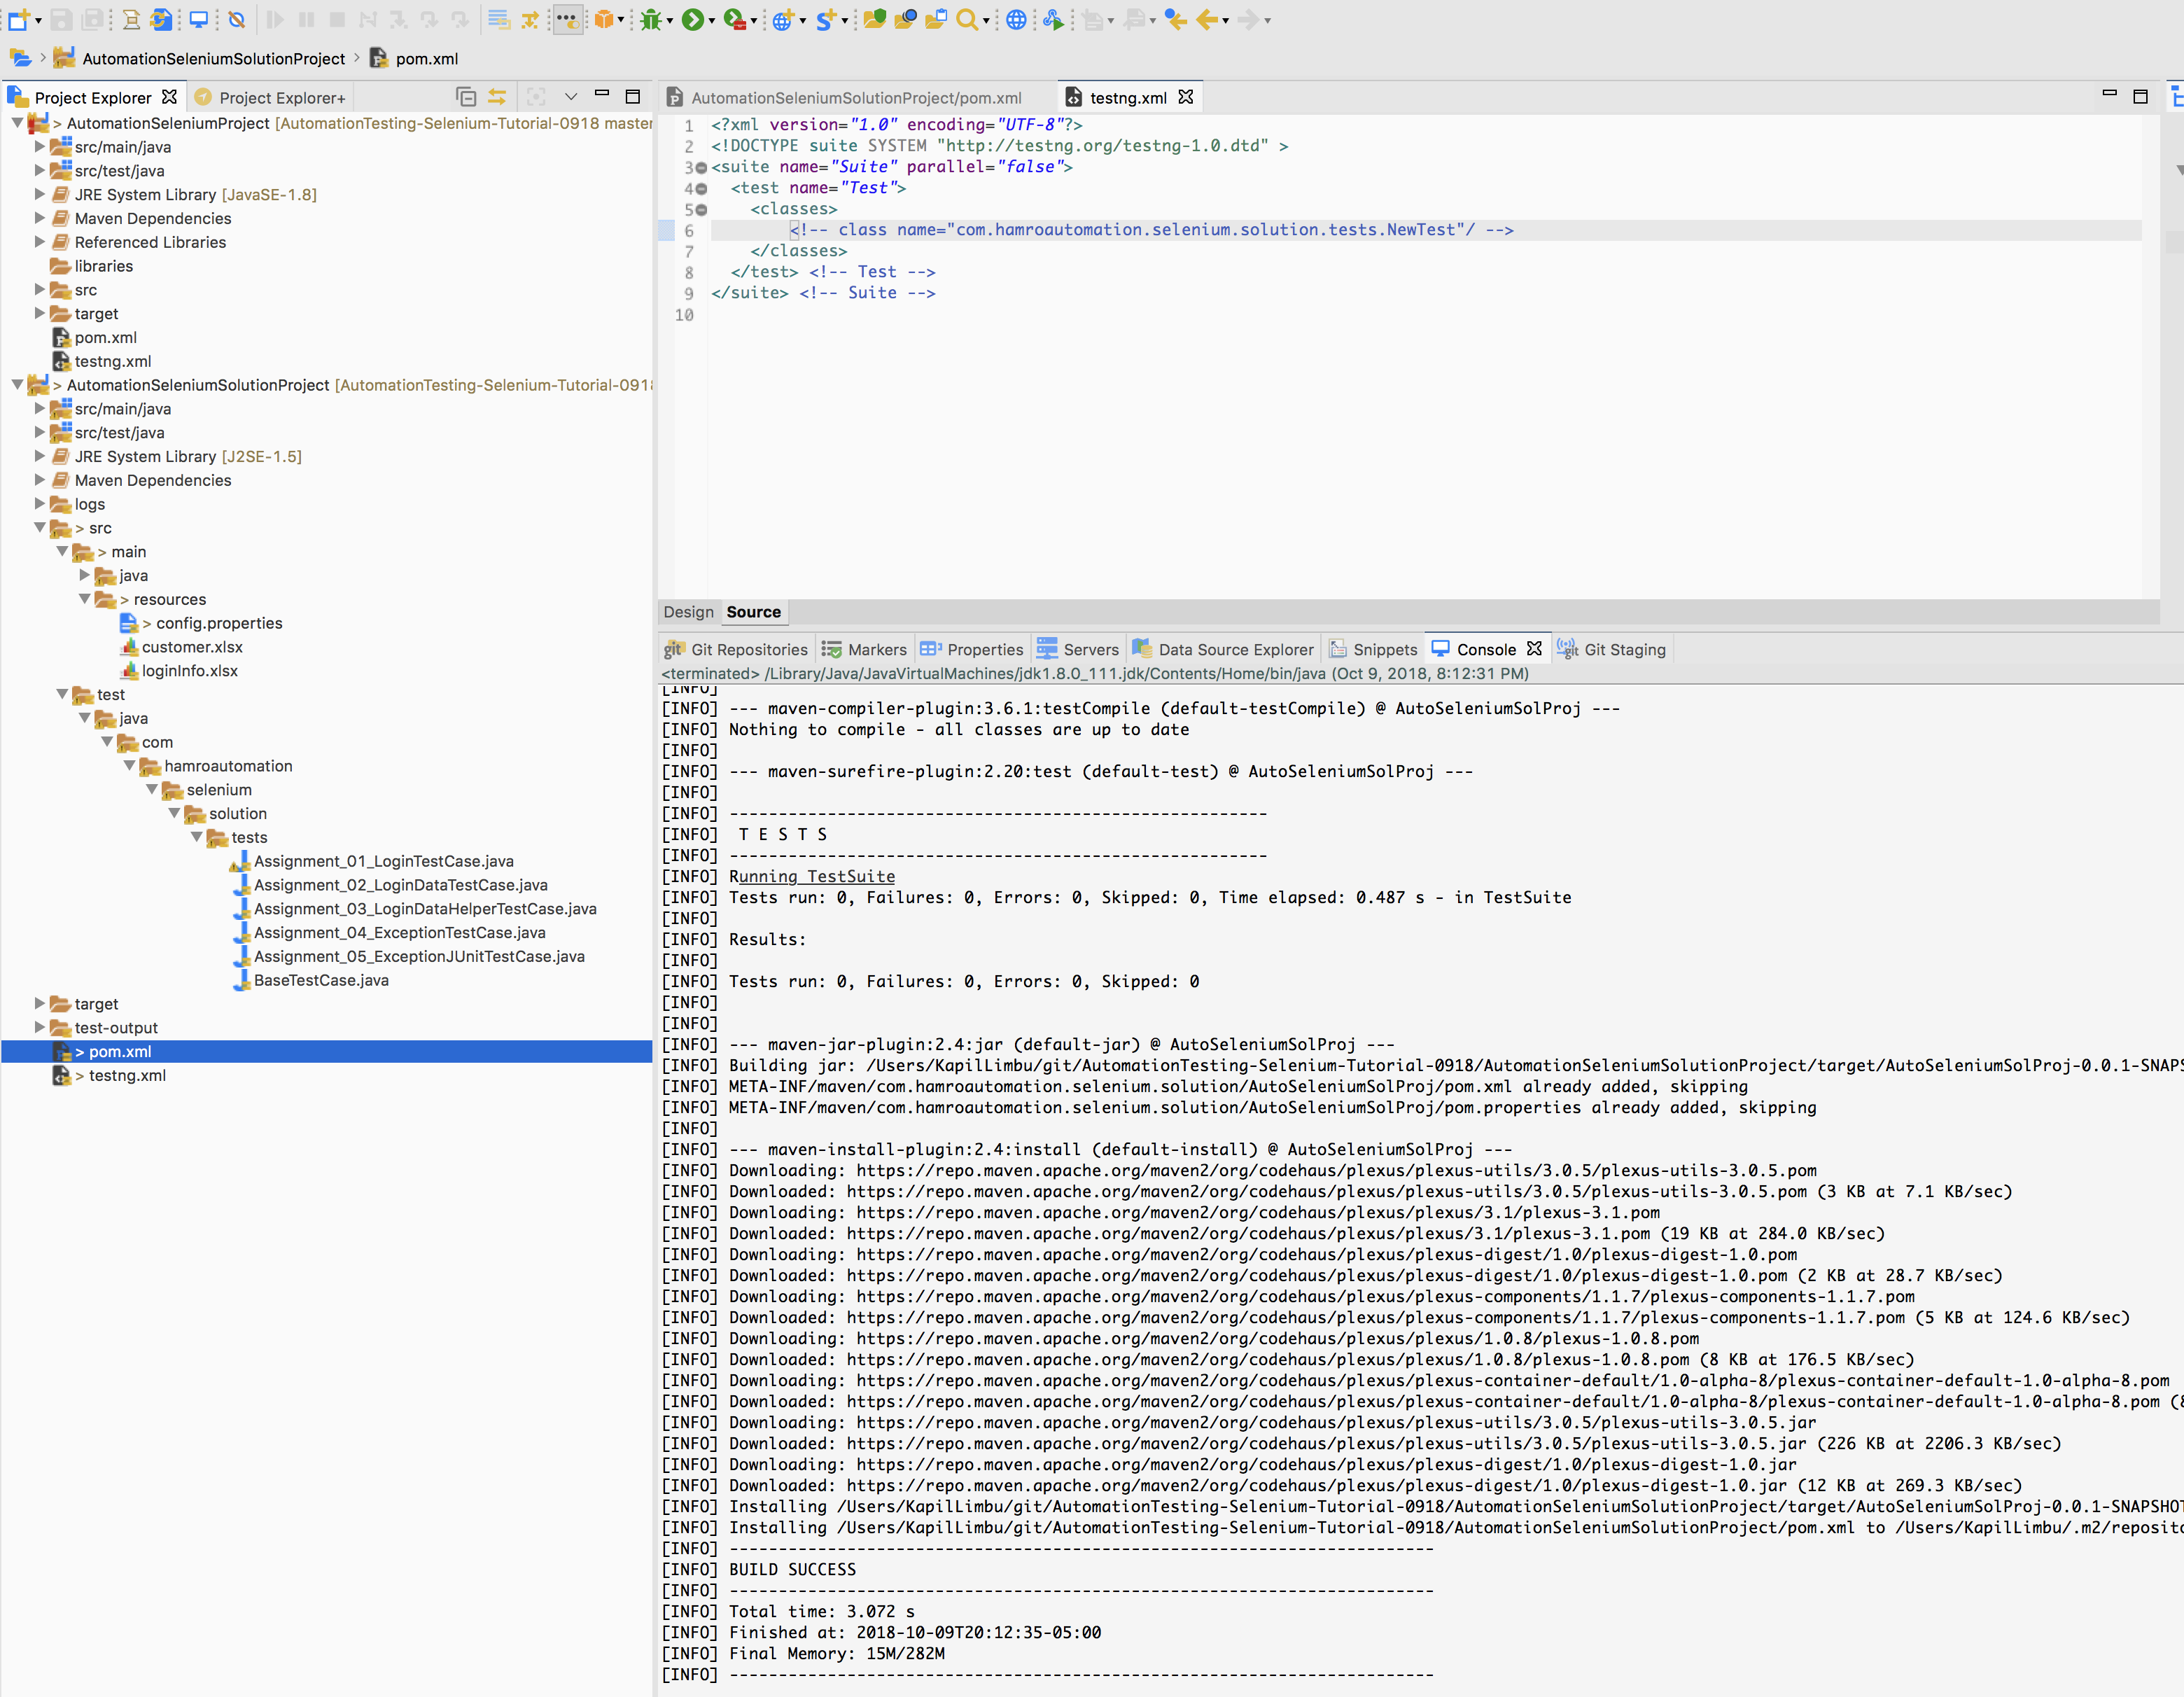 AutomationSeleniumSolutionProject > pom.xml
Project Explorer
Project Explorer+
> AutomationSeleniumProject [AutomationTesting-Selenium-Tutorial-0918 master
src/main/java
src/test/java
JRE System Library [JavaSE-1.8]
Maven Dependencies
Referenced Libraries
libraries
src
target
pom.xml
testng.xml
> AutomationSeleniumSolutionProject [AutomationTesting-Selenium-Tutorial-0918
src/main/java
src/test/java
JRE System Library [J2SE-1.5]
Maven Dependencies
logs
> src
> main
java
> resources
> config.properties
customer.xlsx
loginInfo.xlsx
test
java
com
hamroautomation
selenium
solution
tests
Assignment_01_LoginTestCase.java
Assignment_02_LoginDataTestCase.java
Assignment_03_LoginDataHelperTestCase.java
Assignment_04_ExceptionTestCase.java
Assignment_05_ExceptionJUnitTestCase.java
BaseTestCase.java
target
test-output
> pom.xml
> testng.xml
AutomationSeleniumSolutionProject/pom.xml
testng.xml
1 <?xml version="1.0" encoding="UTF-8"?>
2 <!DOCTYPE suite SYSTEM "http://testng.org/testng-1.0.dtd" >
3 <suite name="Suite" parallel="false">
4 <test name="Test">
5 <classes>
6 <!-- class name="com.hamroautomation.selenium.solution.tests.NewTest"/ -->
7 </classes>
8 </test> <!-- Test -->
9 </suite> <!-- Suite -->
10
Design Source
Git Repositories Markers Properties Servers Data Source Explorer Snippets Console Git Staging
<terminated> /Library/Java/JavaVirtualMachines/jdk1.8.0_111.jdk/Contents/Home/bin/java (Oct 9, 2018, 8:12:31 PM)
[INFO]
[INFO] --- maven-compiler-plugin:3.6.1:testCompile (default-testCompile) @ AutoSeleniumSolProj ---
[INFO] Nothing to compile - all classes are up to date
[INFO]
[INFO] --- maven-surefire-plugin:2.20:test (default-test) @ AutoSeleniumSolProj ---
[INFO]
[INFO] -------------------------------------------------------
[INFO]  T E S T S
[INFO] -------------------------------------------------------
[INFO] Running TestSuite
[INFO] Tests run: 0, Failures: 0, Errors: 0, Skipped: 0, Time elapsed: 0.487 s - in TestSuite
[INFO]
[INFO] Results:
[INFO]
[INFO] Tests run: 0, Failures: 0, Errors: 0, Skipped: 0
[INFO]
[INFO]
[INFO] --- maven-jar-plugin:2.4:jar (default-jar) @ AutoSeleniumSolProj ---
[INFO] Building jar: /Users/KapilLimbu/git/AutomationTesting-Selenium-Tutorial-0918/AutomationSeleniumSolutionProject/target/AutoSeleniumSolProj-0.0.1-SNAPS
[INFO] META-INF/maven/com.hamroautomation.selenium.solution/AutoSeleniumSolProj/pom.xml already added, skipping
[INFO] META-INF/maven/com.hamroautomation.selenium.solution/AutoSeleniumSolProj/pom.properties already added, skipping
[INFO]
[INFO] --- maven-install-plugin:2.4:install (default-install) @ AutoSeleniumSolProj ---
[INFO] Downloading: https://repo.maven.apache.org/maven2/org/codehaus/plexus/plexus-utils/3.0.5/plexus-utils-3.0.5.pom
[INFO] Downloaded: https://repo.maven.apache.org/maven2/org/codehaus/plexus/plexus-utils/3.0.5/plexus-utils-3.0.5.pom (3 KB at 7.1 KB/sec)
[INFO] Downloading: https://repo.maven.apache.org/maven2/org/codehaus/plexus/plexus/3.1/plexus-3.1.pom
[INFO] Downloaded: https://repo.maven.apache.org/maven2/org/codehaus/plexus/plexus/3.1/plexus-3.1.pom (19 KB at 284.0 KB/sec)
[INFO] Downloading: https://repo.maven.apache.org/maven2/org/codehaus/plexus/plexus-digest/1.0/plexus-digest-1.0.pom
[INFO] Downloaded: https://repo.maven.apache.org/maven2/org/codehaus/plexus/plexus-digest/1.0/plexus-digest-1.0.pom (2 KB at 28.7 KB/sec)
[INFO] Downloading: https://repo.maven.apache.org/maven2/org/codehaus/plexus/plexus-components/1.1.7/plexus-components-1.1.7.pom
[INFO] Downloaded: https://repo.maven.apache.org/maven2/org/codehaus/plexus/plexus-components/1.1.7/plexus-components-1.1.7.pom (5 KB at 124.6 KB/sec)
[INFO] Downloading: https://repo.maven.apache.org/maven2/org/codehaus/plexus/plexus/1.0.8/plexus-1.0.8.pom
[INFO] Downloaded: https://repo.maven.apache.org/maven2/org/codehaus/plexus/plexus/1.0.8/plexus-1.0.8.pom (8 KB at 176.5 KB/sec)
[INFO] Downloading: https://repo.maven.apache.org/maven2/org/codehaus/plexus/plexus-container-default/1.0-alpha-8/plexus-container-default-1.0-alpha-8.pom
[INFO] Downloaded: https://repo.maven.apache.org/maven2/org/codehaus/plexus/plexus-container-default/1.0-alpha-8/plexus-container-default-1.0-alpha-8.pom (8
[INFO] Downloading: https://repo.maven.apache.org/maven2/org/codehaus/plexus/plexus-utils/3.0.5/plexus-utils-3.0.5.jar
[INFO] Downloaded: https://repo.maven.apache.org/maven2/org/codehaus/plexus/plexus-utils/3.0.5/plexus-utils-3.0.5.jar (226 KB at 2206.3 KB/sec)
[INFO] Downloading: https://repo.maven.apache.org/maven2/org/codehaus/plexus/plexus-digest/1.0/plexus-digest-1.0.jar
[INFO] Downloaded: https://repo.maven.apache.org/maven2/org/codehaus/plexus/plexus-digest/1.0/plexus-digest-1.0.jar (12 KB at 269.3 KB/sec)
[INFO] Installing /Users/KapilLimbu/git/AutomationTesting-Selenium-Tutorial-0918/AutomationSeleniumSolutionProject/target/AutoSeleniumSolProj-0.0.1-SNAPSHOT
[INFO] Installing /Users/KapilLimbu/git/AutomationTesting-Selenium-Tutorial-0918/AutomationSeleniumSolutionProject/pom.xml to /Users/KapilLimbu/.m2/reposito
[INFO] ------------------------------------------------------------------------
[INFO] BUILD SUCCESS
[INFO] ------------------------------------------------------------------------
[INFO] Total time: 3.072 s
[INFO] Finished at: 2018-10-09T20:12:35-05:00
[INFO] Final Memory: 15M/282M
[INFO] ------------------------------------------------------------------------